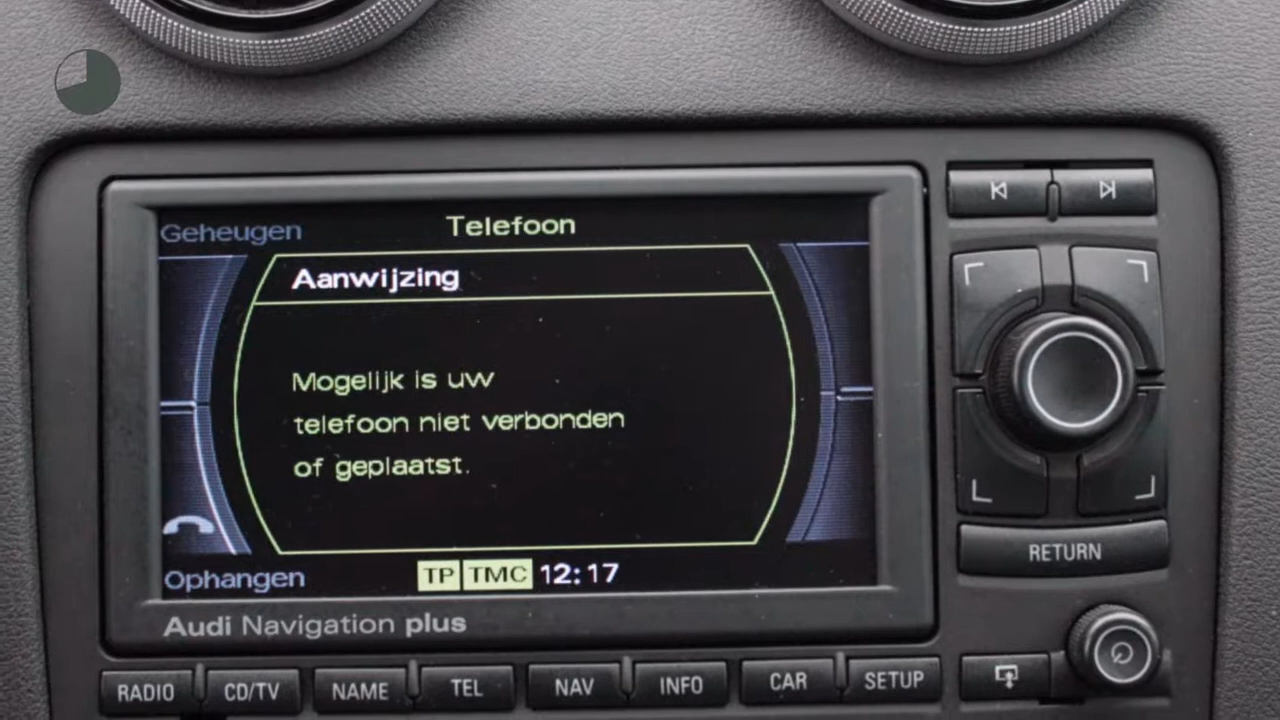 Geheugen
Telefoon
Aanwijzing
Mogelijk is uw
telefoon niet verbonden
of geplaatst.
Ophangen
TP TMC 12:17
Audi Navigation plus
RETURN
RADIO CD/TV NAME TEL NAV INFO CAR SETUP